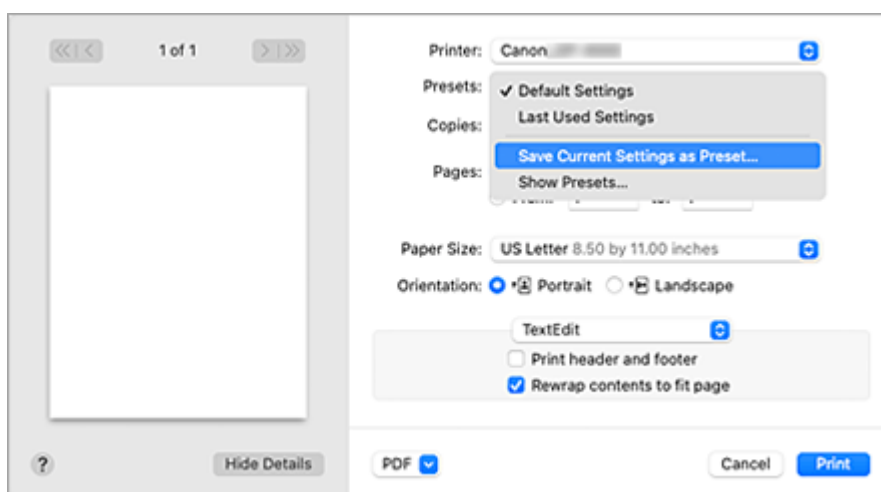 1 of 1
Printer: Canon
Presets:
Default Settings
Last Used Settings
Save Current Settings as Preset...
Show Presets...
Copies:
Pages:
Paper Size: US Letter 8.50 by 11.00 inches
Orientation: Portrait Landscape
TextEdit
Print header and footer
Rewrap contents to fit page
? Hide Details PDF Cancel Print